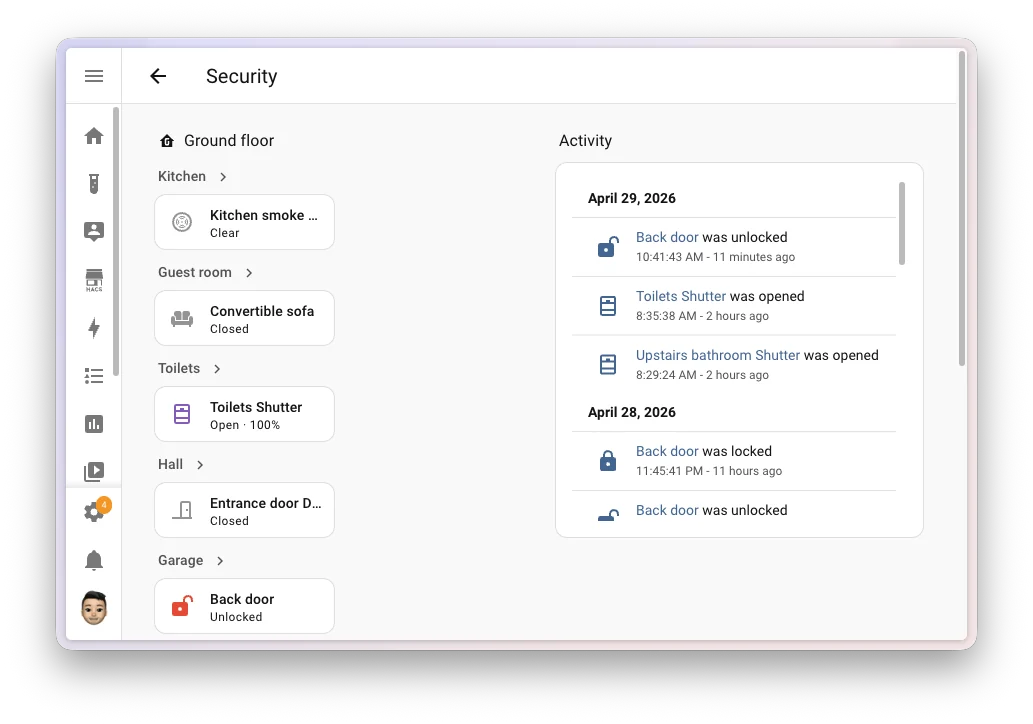 Security
HACS
4
Ground floor
Kitchen
Kitchen smoke ...
Clear
Guest room
Convertible sofa
Closed
Toilets
Toilets Shutter
Open · 100%
Hall
Entrance door D...
Closed
Garage
Back door
Unlocked
Activity
April 29, 2026
Back door was unlocked
10:41:43 AM - 11 minutes ago
Toilets Shutter was opened
8:35:38 AM - 2 hours ago
Upstairs bathroom Shutter was opened
8:29:24 AM - 2 hours ago
April 28, 2026
Back door was locked
11:45:41 PM - 11 hours ago
Back door was unlocked